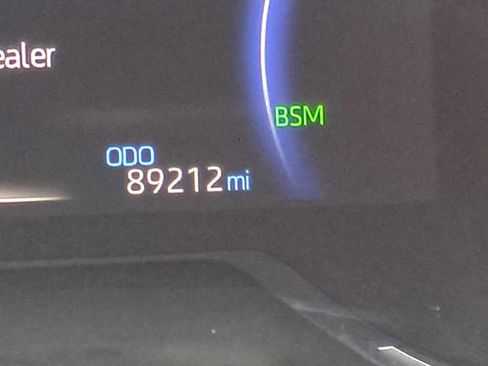 ealer
BSM
ODO
89212 mi